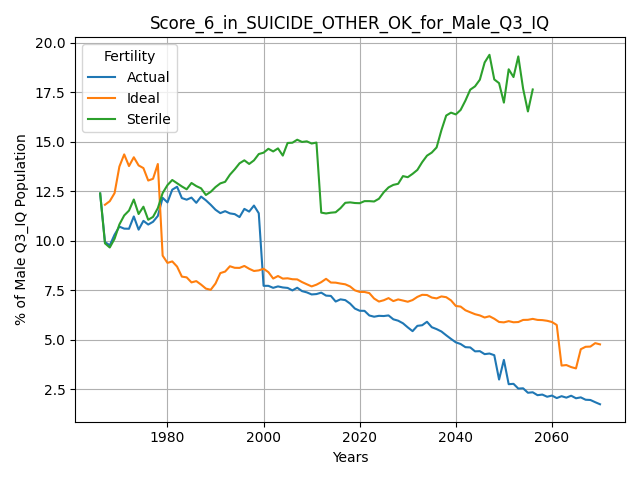 Score_6_in_SUICIDE_OTHER_OK_for_Male_Q3_IQ
Fertility
Actual
Ideal
Sterile
% of Male Q3_IQ Population
20.0
17.5
15.0
12.5
10.0
7.5
5.0
2.5
1980 2000 2020 2040 2060
Years